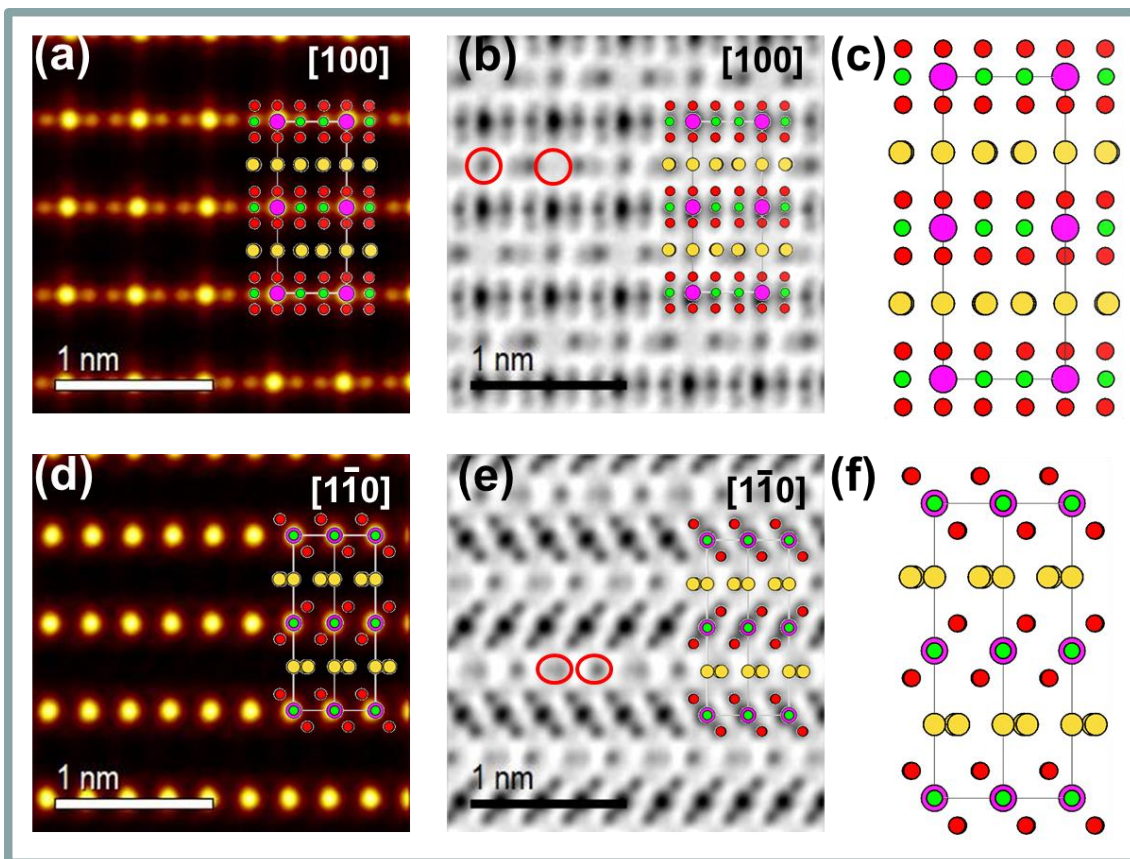 (a) [100] (b) [100] (c)
1 nm 1 nm
(d) [11̄0] (e) [11̄0] (f)
1 nm 1 nm